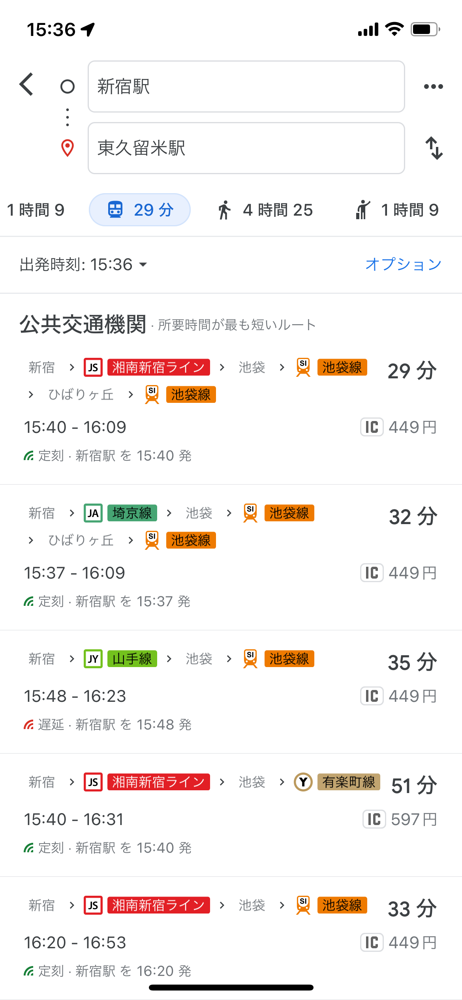 15:36
新宿駅
東久留米駅
1 時間 9 29 分 4 時間 25 1 時間 9
出発時刻: 15:36 オプション
公共交通機関 · 所要時間が最も短いルート
新宿 › JS 湘南新宿ライン › 池袋 › SI 池袋線 29 分
› ひばりヶ丘 › SI 池袋線
15:40 - 16:09 IC 449円
定刻 · 新宿駅 を 15:40 発
新宿 › JA 埼京線 › 池袋 › SI 池袋線 32 分
› ひばりヶ丘 › SI 池袋線
15:37 - 16:09 IC 449円
定刻 · 新宿駅 を 15:37 発
新宿 › JY 山手線 › 池袋 › SI 池袋線 35 分
15:48 - 16:23 IC 449円
遅延 · 新宿駅 を 15:48 発
新宿 › JS 湘南新宿ライン › 池袋 › Y 有楽町線 51 分
15:40 - 16:31 IC 597円
定刻 · 新宿駅 を 15:40 発
新宿 › JS 湘南新宿ライン › 池袋 › SI 池袋線 33 分
16:20 - 16:53 IC 449円
定刻 · 新宿駅 を 16:20 発